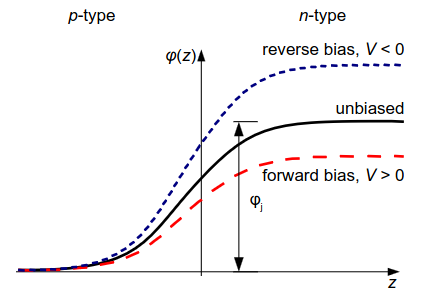 p-type
n-type
φ(z)
reverse bias, V < 0
unbiased
forward bias, V > 0
φj
z